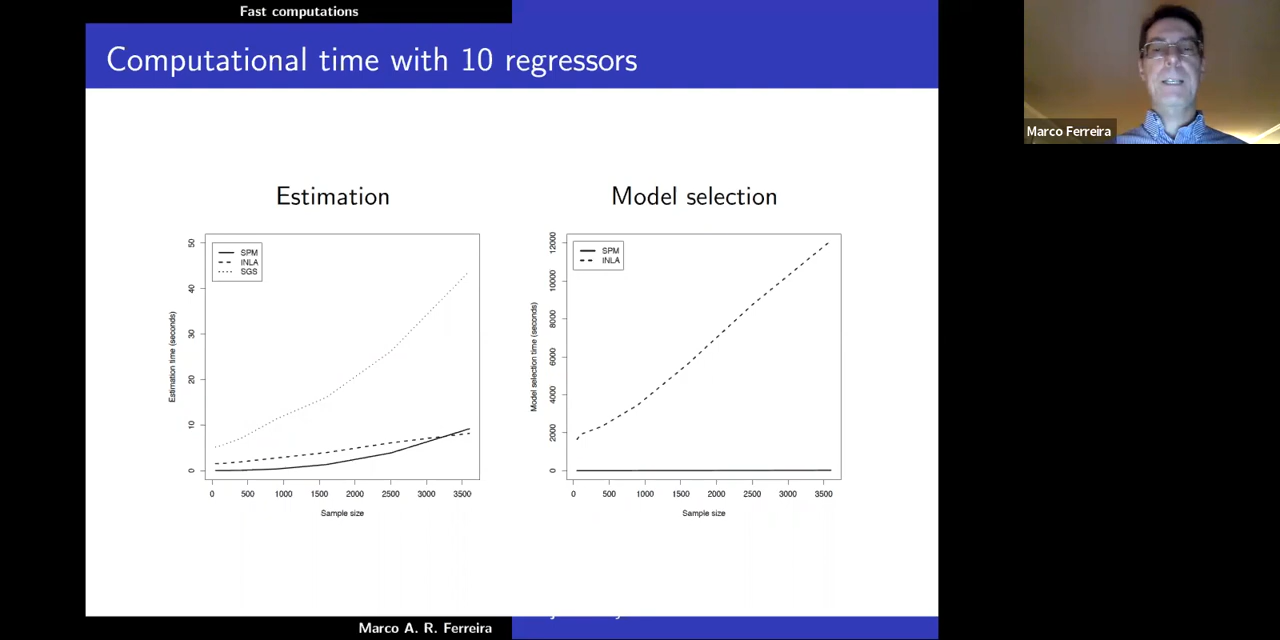 Fast computations
Computational time with 10 regressors
Marco Ferreira
Estimation
Model selection
SPM
INLA
SGS
Estimation time (seconds)
0
10
20
30
40
50
0 500 1000 1500 2000 2500 3000 3500
Sample size
SPM
INLA
Model selection time (seconds)
0
2000
4000
6000
8000
10000
12000
0 500 1000 1500 2000 2500 3000 3500
Sample size
Marco A. R. Ferreira